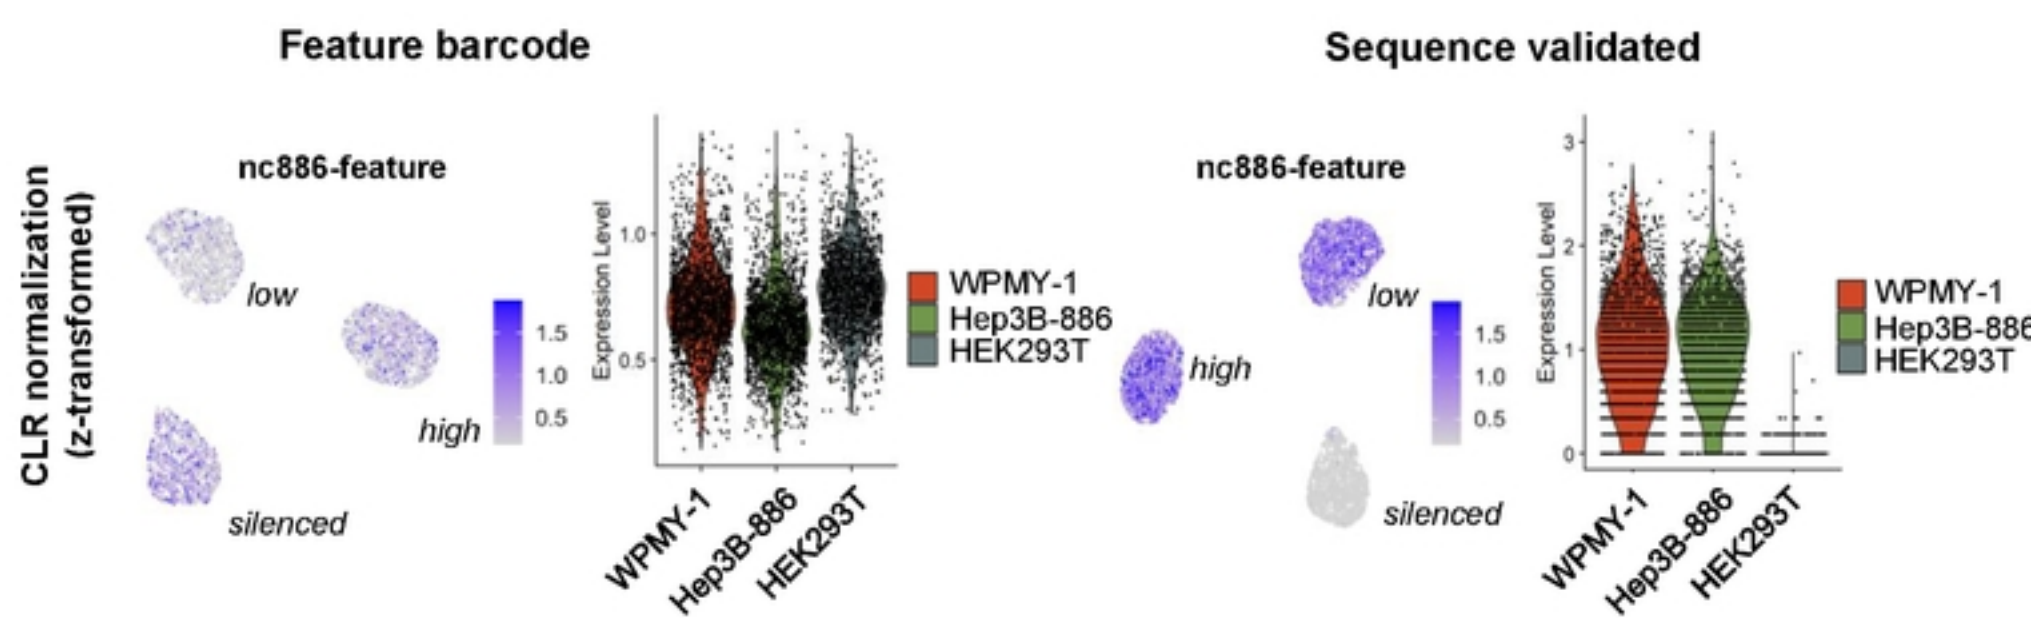 Feature barcode
Sequence validated
CLR normalization
(z-transformed)
nc886-feature
low
high
silenced
1.5
1.0
0.5
Expression Level
1.0
0.5
WPMY-1
Hep3B-886
HEK293T
WPMY-1
Hep3B-886
HEK293T
nc886-feature
low
high
silenced
1.5
1.0
0.5
Expression Level
3
2
1
0
WPMY-1
Hep3B-886
HEK293T
WPMY-1
Hep3B-886
HEK293T